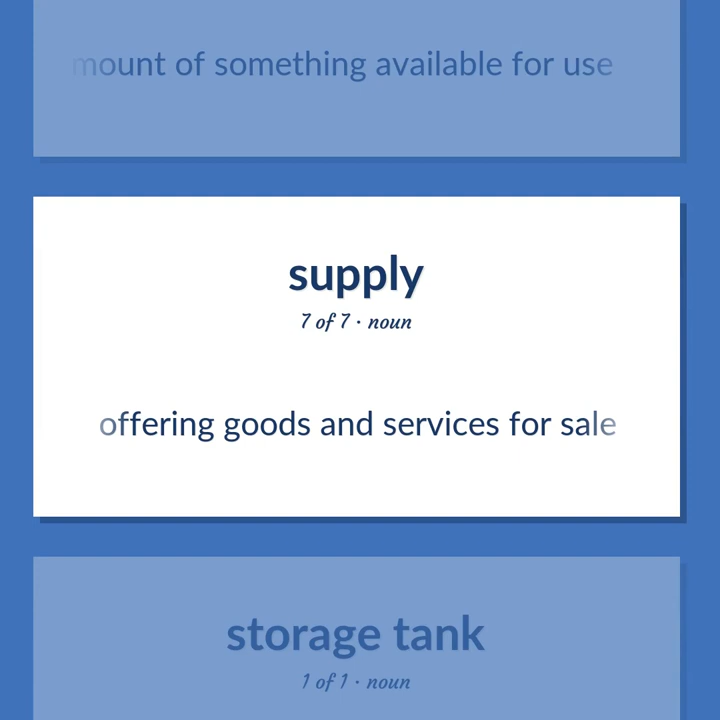 mount of something available for use
supply
7 of 7 · noun
offering goods and services for sale
storage tank
1 of 1 · noun